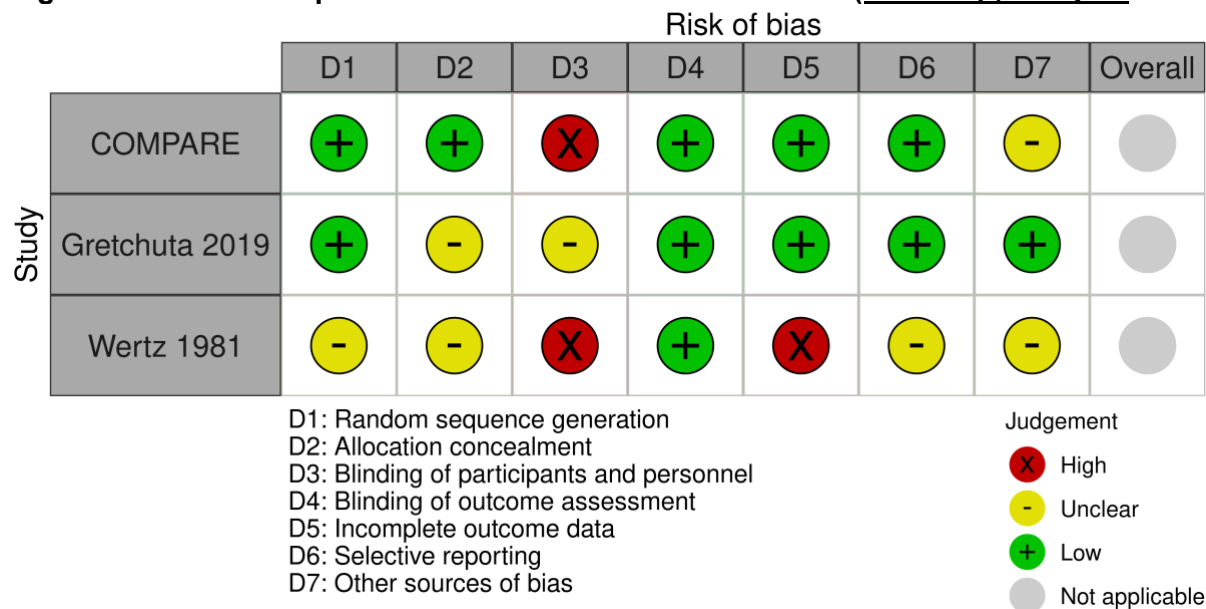 Risk of bias
D1 D2 D3 D4 D5 D6 D7 Overall
Study
COMPARE + + X + + + -
Gretchuta 2019 + - - + + + +
Wertz 1981 - - X + X - -
D1: Random sequence generation
D2: Allocation concealment
D3: Blinding of participants and personnel
D4: Blinding of outcome assessment
D5: Incomplete outcome data
D6: Selective reporting
D7: Other sources of bias
Judgement
X High
- Unclear
+ Low
Not applicable